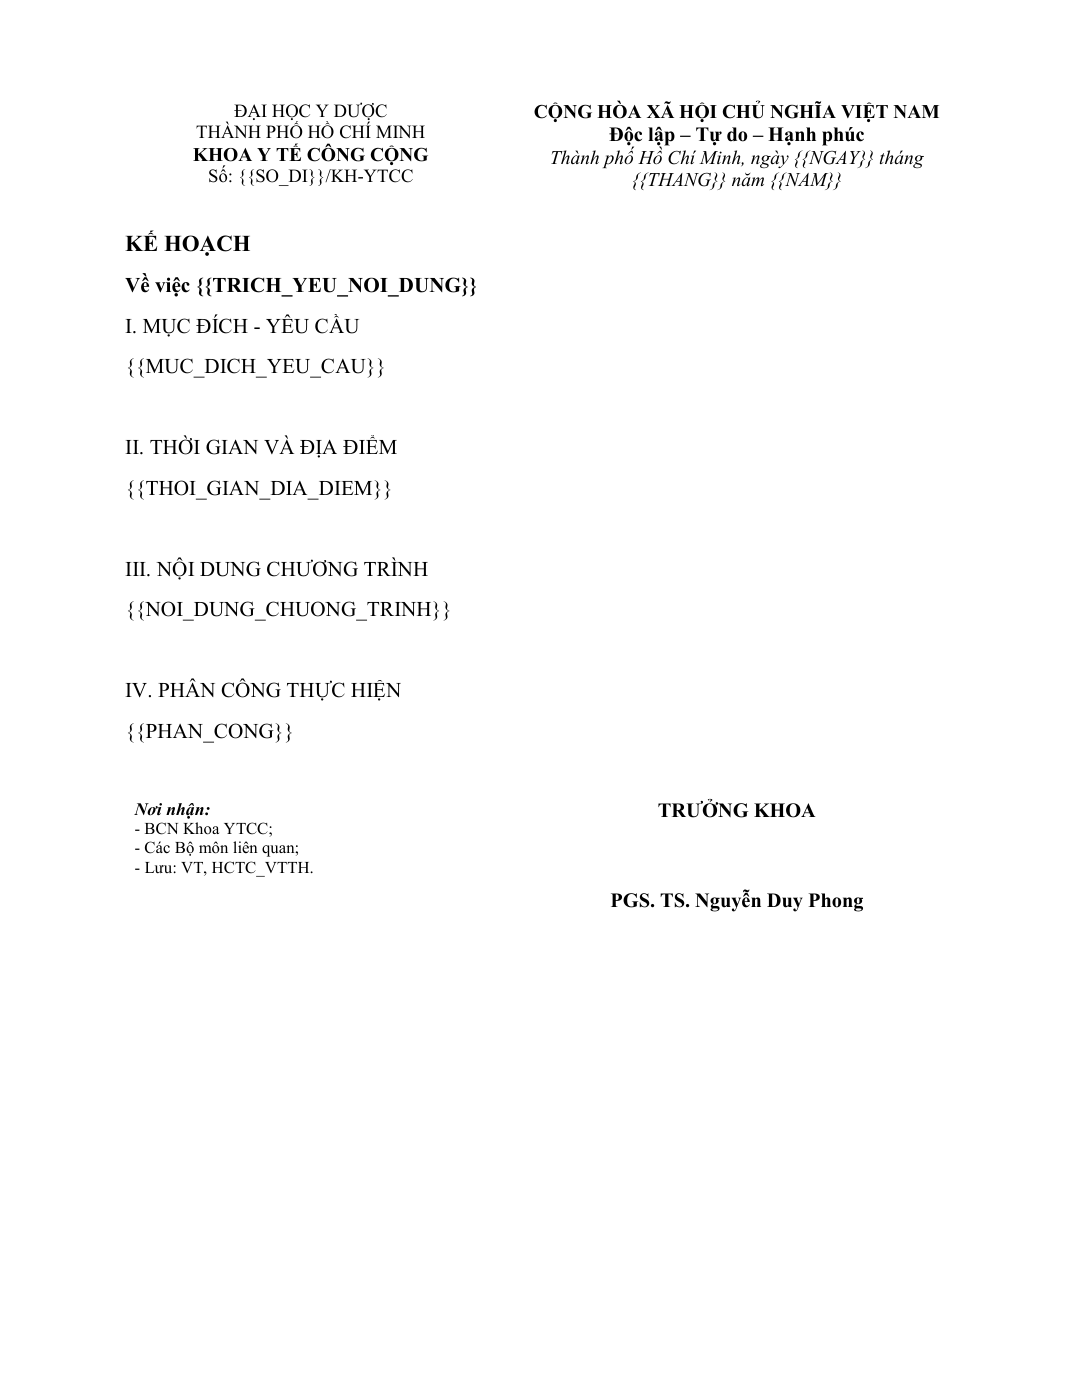 ĐẠI HỌC Y DƯỢC
THÀNH PHỐ HỒ CHÍ MINH
KHOA Y TẾ CÔNG CỘNG
Số: {{SO_DI}}/KH-YTCC
CỘNG HÒA XÃ HỘI CHỦ NGHĨA VIỆT NAM
Độc lập – Tự do – Hạnh phúc
Thành phố Hồ Chí Minh, ngày {{NGAY}} tháng
{{THANG}} năm {{NAM}}
KẾ HOẠCH
Về việc {{TRICH_YEU_NOI_DUNG}}
I. MỤC ĐÍCH - YÊU CẦU
{{MUC_DICH_YEU_CAU}}
II. THỜI GIAN VÀ ĐỊA ĐIỂM
{{THOI_GIAN_DIA_DIEM}}
III. NỘI DUNG CHƯƠNG TRÌNH
{{NOI_DUNG_CHUONG_TRINH}}
IV. PHÂN CÔNG THỰC HIỆN
{{PHAN_CONG}}
Nơi nhận:
- BCN Khoa YTCC;
- Các Bộ môn liên quan;
- Lưu: VT, HCTC_VTTH.
TRƯỞNG KHOA
PGS. TS. Nguyễn Duy Phong